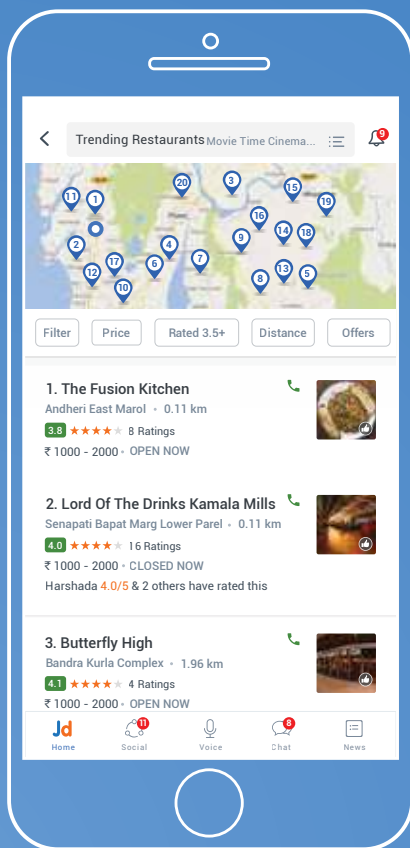 Trending Restaurants Movie Time Cinema...
9
20
3
15
11
1
19
16
2
4
9
14
18
17
6
7
12
10
8
13
5
Filter Price Rated 3.5+ Distance Offers
1. The Fusion Kitchen
Andheri East Marol • 0.11 km
3.8 ★★★★★ 8 Ratings
₹ 1000 - 2000 • OPEN NOW
2. Lord Of The Drinks Kamala Mills
Senapati Bapat Marg Lower Parel • 0.11 km
4.0 ★★★★★ 16 Ratings
₹ 1000 - 2000 • CLOSED NOW
Harshada 4.0/5 & 2 others have rated this
3. Butterfly High
Bandra Kurla Complex • 1.96 km
4.1 ★★★★★ 4 Ratings
₹ 1000 - 2000 • OPEN NOW
Jd 11 8
Home Social Voice Chat News